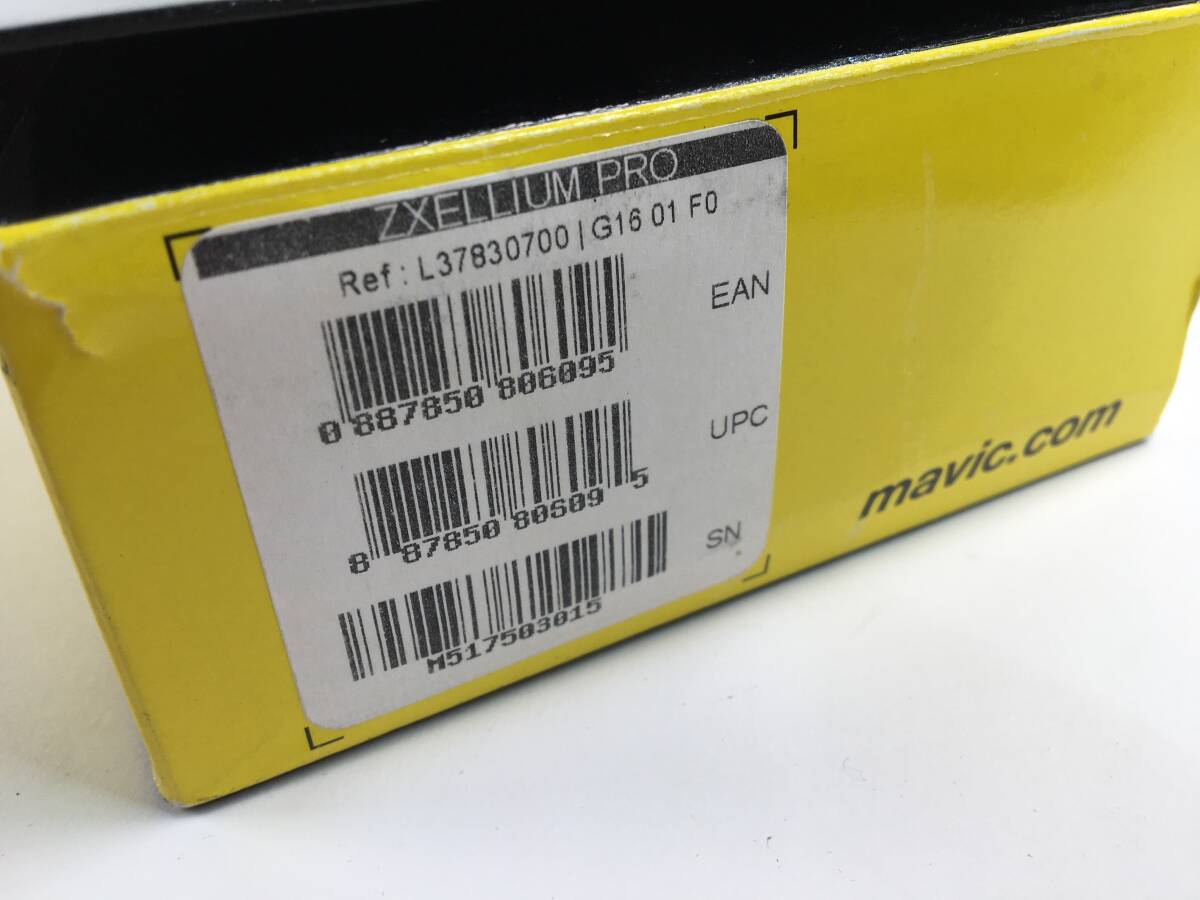 ZXELLIUM PRO
Ref : L37830700 | G16 01 F0
EAN
0 887850 806095
UPC
8 87850 80609 5
SN
M517503015
mavic.com